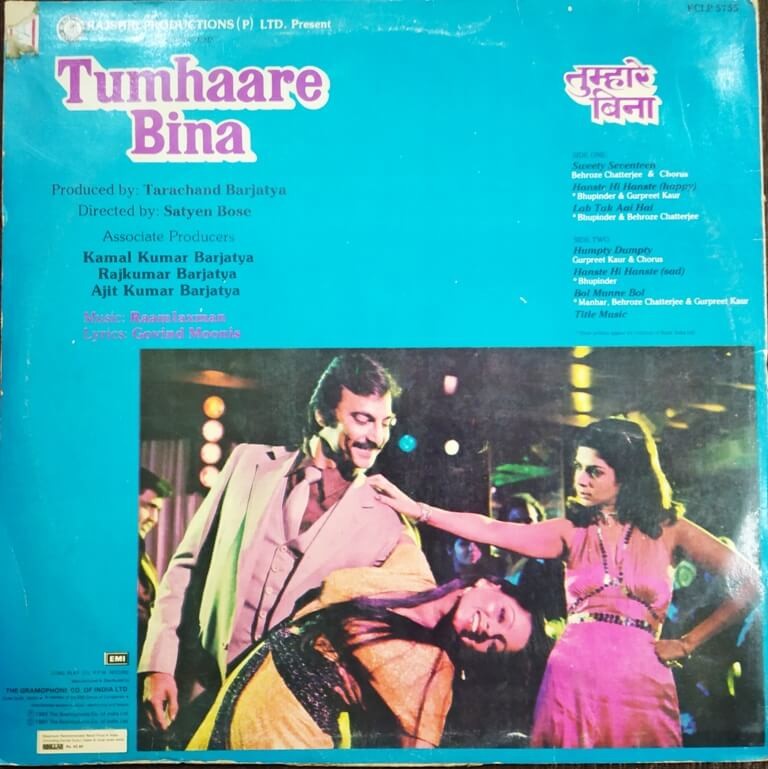 RAJSHRI PRODUCTIONS (P) LTD. Present
ECLP 5755
Tumhaare
Bina
तुम्हारे
बिना
Produced by: Tarachand Barjatya
Directed by: Satyen Bose
Associate Producers
Kamal Kumar Barjatya
Rajkumar Barjatya
Ajit Kumar Barjatya
Music: Raamlaxman
Lyrics: Govind Moonis
SIDE ONE
Sweety Seventeen
Behroze Chatterjee & Chorus
Hanste Hi Hanste (happy)
* Bhupinder & Gurpreet Kaur
Lab Tak Aai Hai
* Bhupinder & Behroze Chatterjee
SIDE TWO
Humpty Dumpty
Gurpreet Kaur & Chorus
Hanste Hi Hanste (sad)
* Bhupinder
Bol Munne Bol
* Manhar, Behroze Chatterjee & Gurpreet Kaur
Title Music
EMI
THE GRAMOPHONE CO. OF INDIA LTD